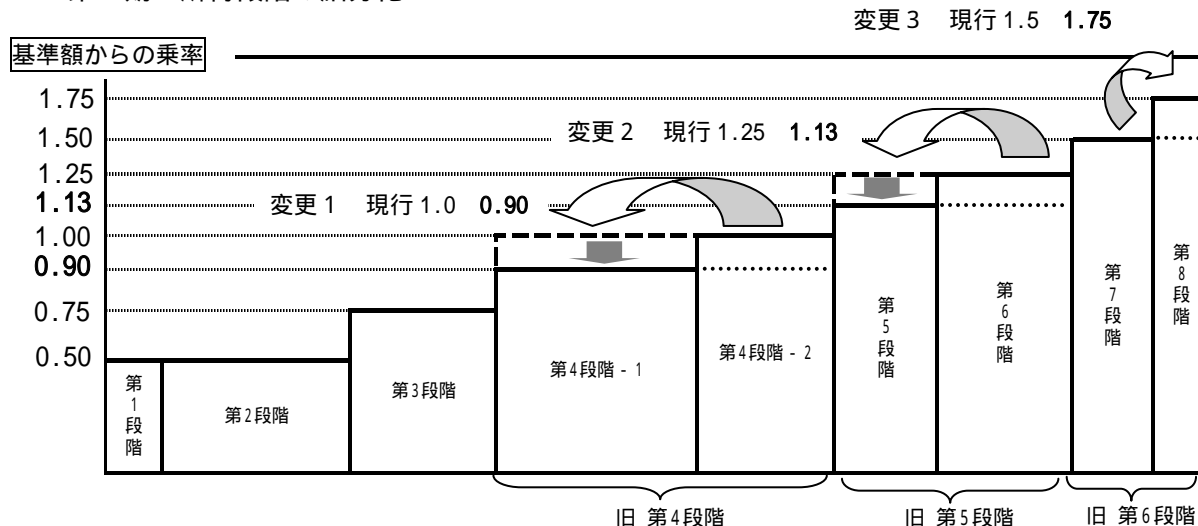 変更3 現行1.5 1.75
基準額からの乗率
1.75
1.50
変更2 現行1.25 1.13
1.25
1.13
変更1 現行1.0 0.90
1.00
0.90
0.75
0.50
第1段階
第2段階
第3段階
第4段階-1
第4段階-2
第5段階
第6段階
第7段階
第8段階
旧 第4段階
旧 第5段階
旧 第6段階